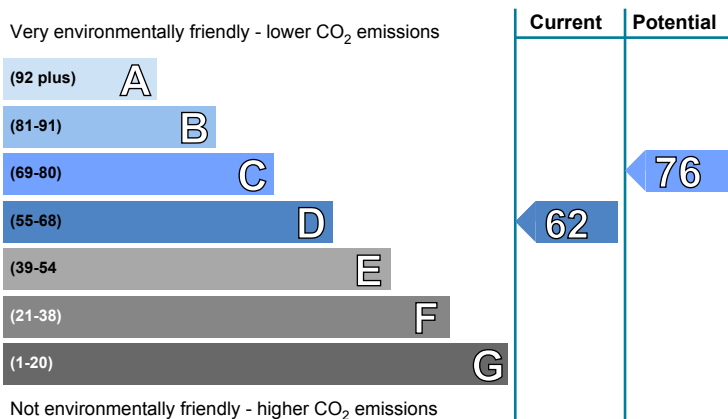 Current Potential
Very environmentally friendly - lower CO2 emissions
(92 plus) A
(81-91) B
(69-80) C 76
(55-68) D 62
(39-54 E
(21-38) F
(1-20) G
Not environmentally friendly - higher CO2 emissions